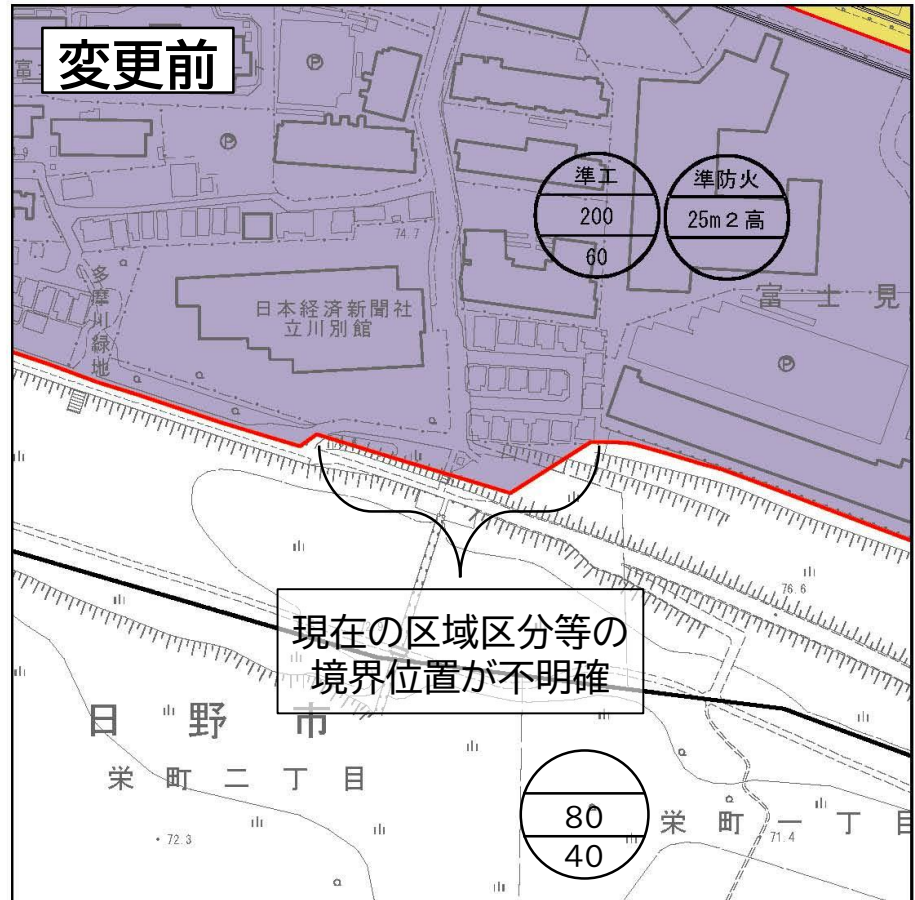 変更前
富
Ⓟ
Ⓟ
準工
200
60
準防火
25m2高
74.7
多摩川緑地
日本経済新聞社
立川別館
富士見
Ⓟ
76.6
現在の区域区分等の
境界位置が不明確
日野市
栄町二丁目
72.3
80
40
栄町一丁目
71.4